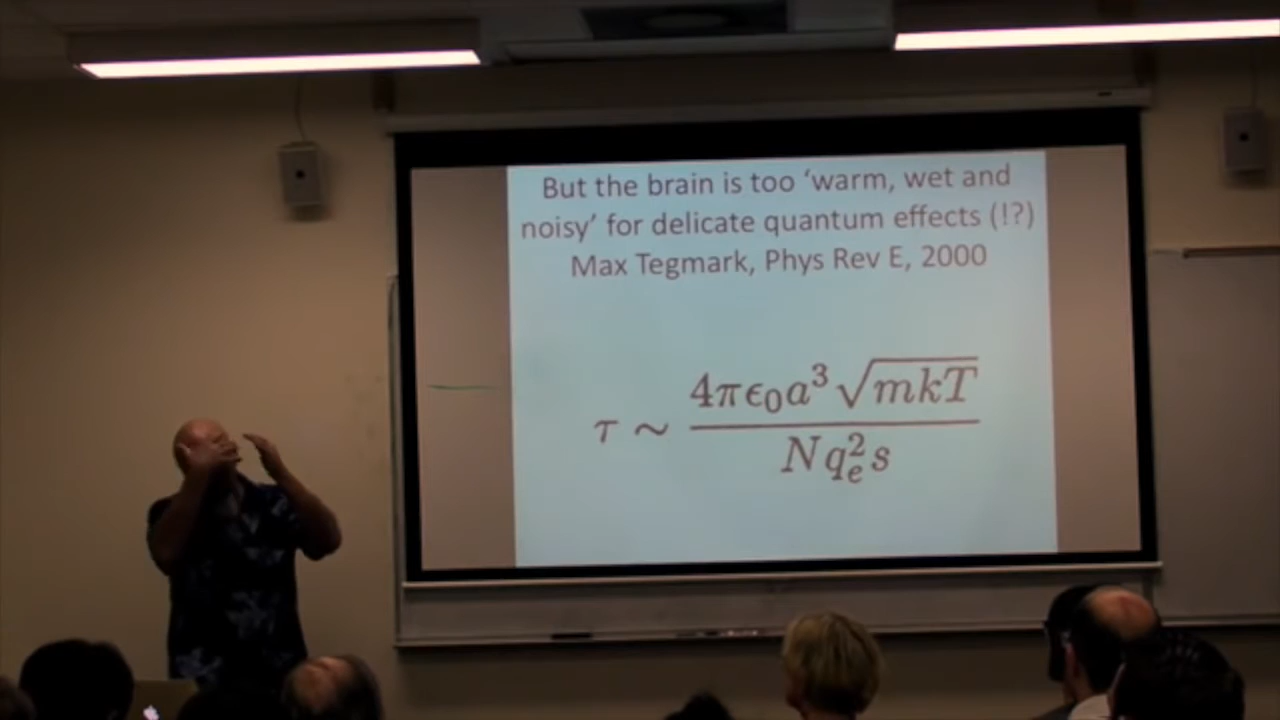 But the brain is too ‘warm, wet and
noisy’ for delicate quantum effects (!?)
Max Tegmark, Phys Rev E, 2000
τ ~ 4πϵ₀a³√mkT / Nqₑ²s